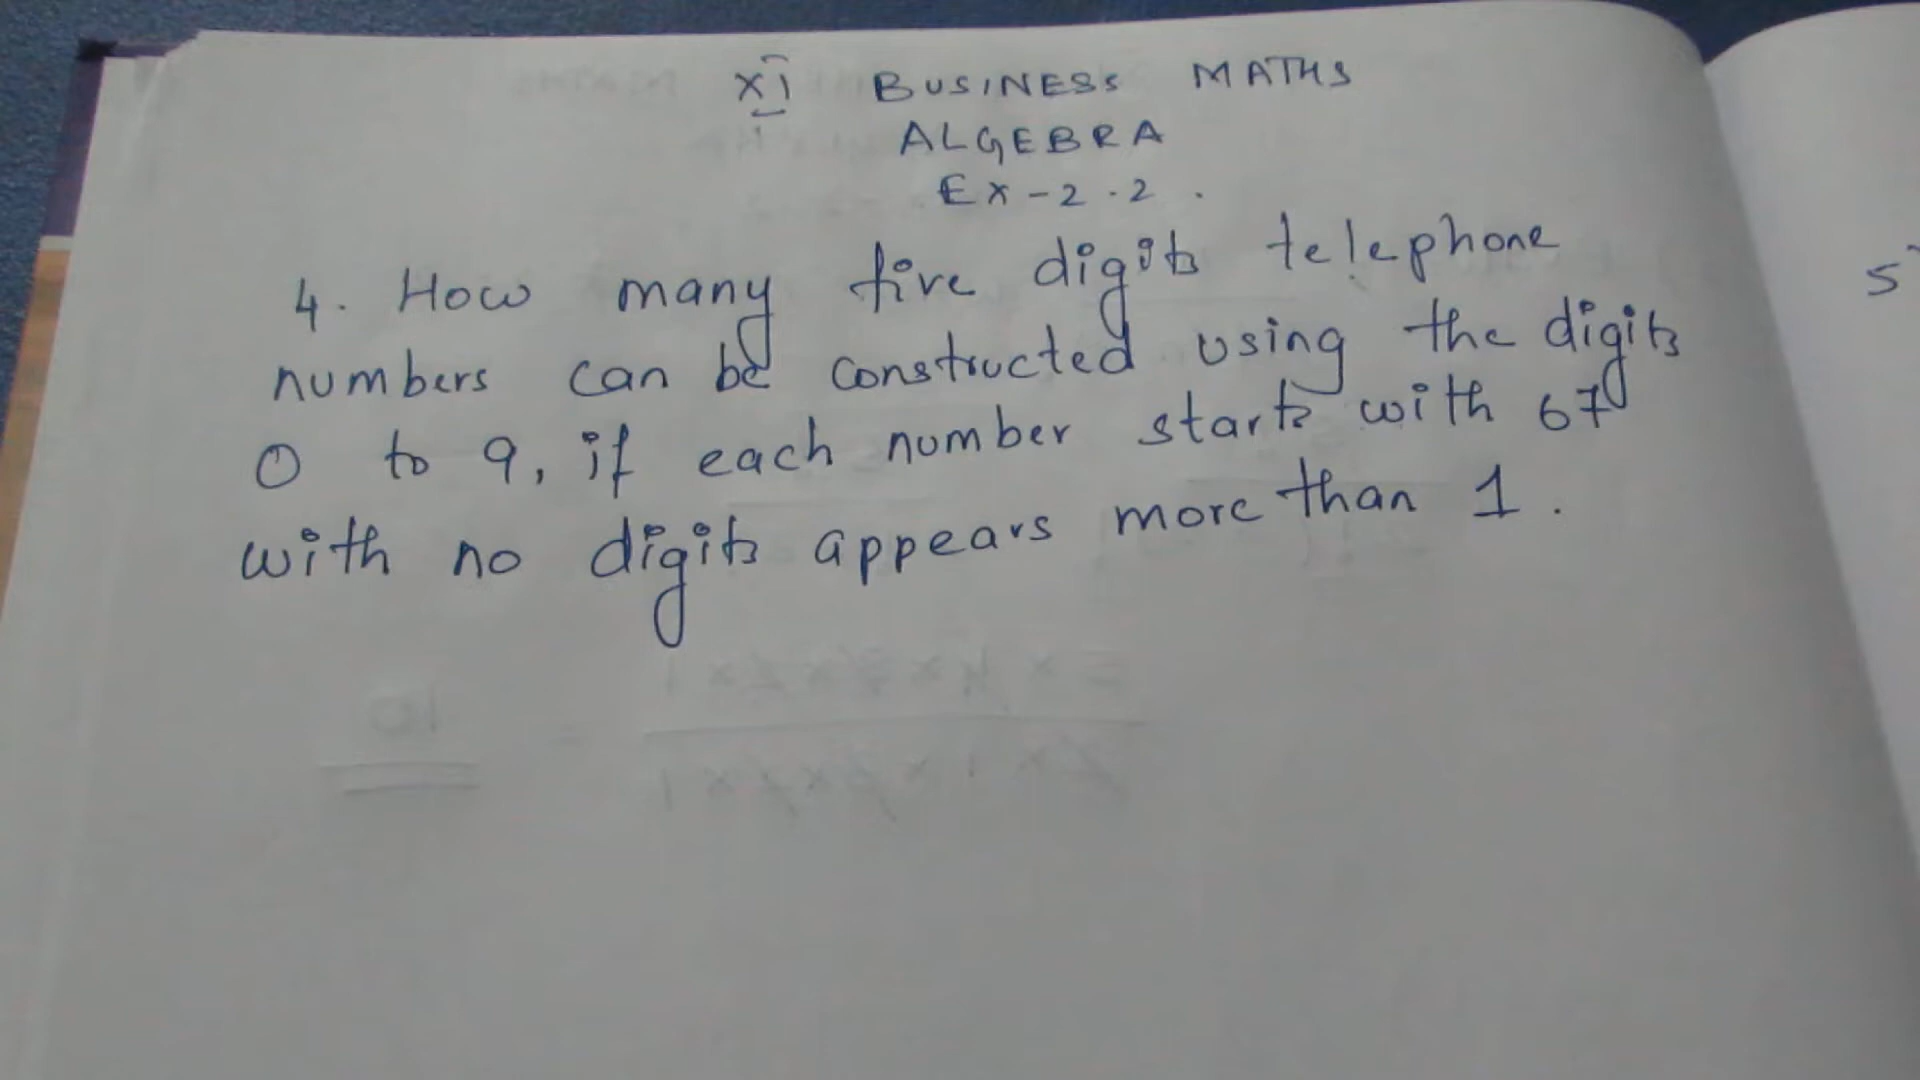 XI BUSINESS MATHS
ALGEBRA
EX-2.2.
4. How many five digits telephone
numbers can be constructed using the digits
0 to 9, if each number starts with 67
with no digits appears more than 1.
5